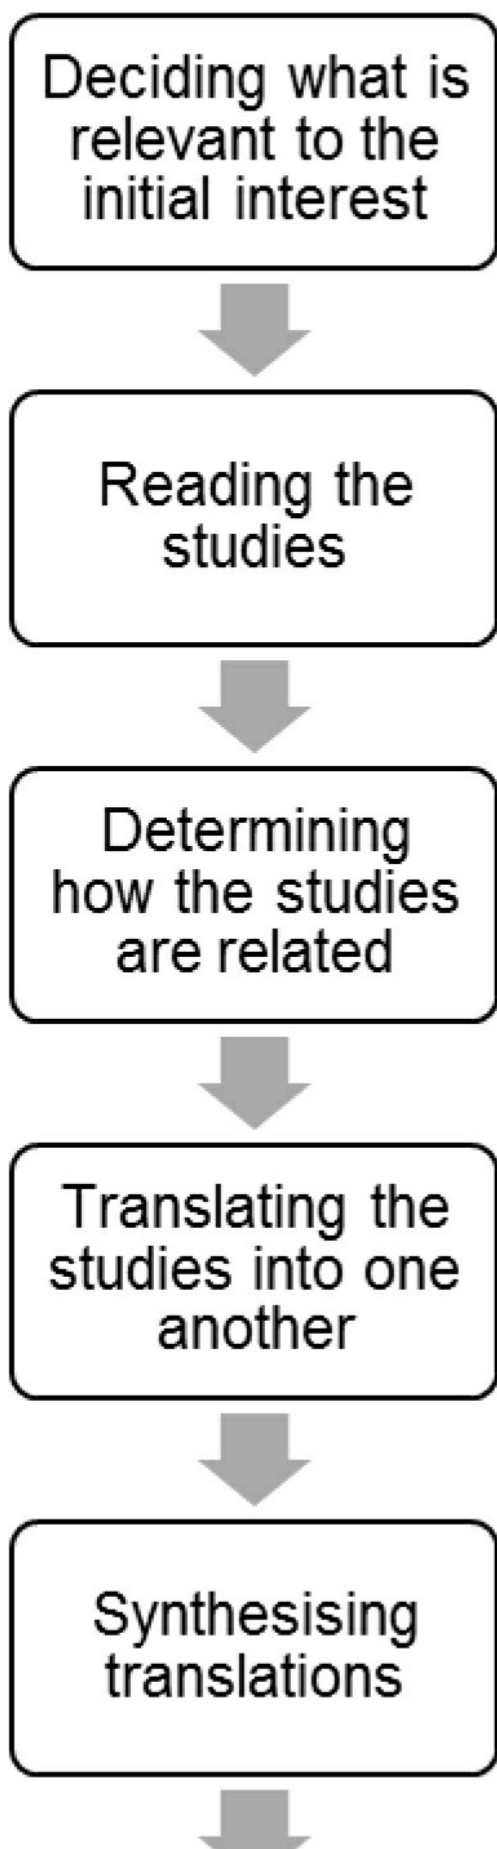 Deciding what is
relevant to the
initial interest
Reading the
studies
Determining
how the studies
are related
Translating the
studies into one
another
Synthesising
translations